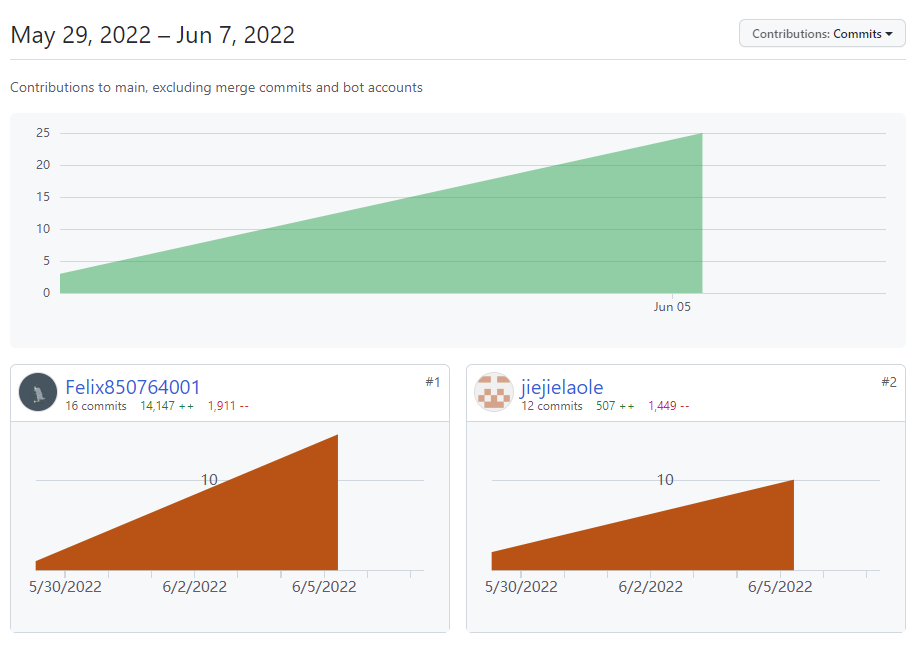 May 29, 2022 – Jun 7, 2022
Contributions: Commits
Contributions to main, excluding merge commits and bot accounts
25
20
15
10
5
0
Jun 05
Felix850764001
#1
16 commits 14,147 ++ 1,911 --
10
5/30/2022 6/2/2022 6/5/2022
jiejielaole
#2
12 commits 507 ++ 1,449 --
10
5/30/2022 6/2/2022 6/5/2022